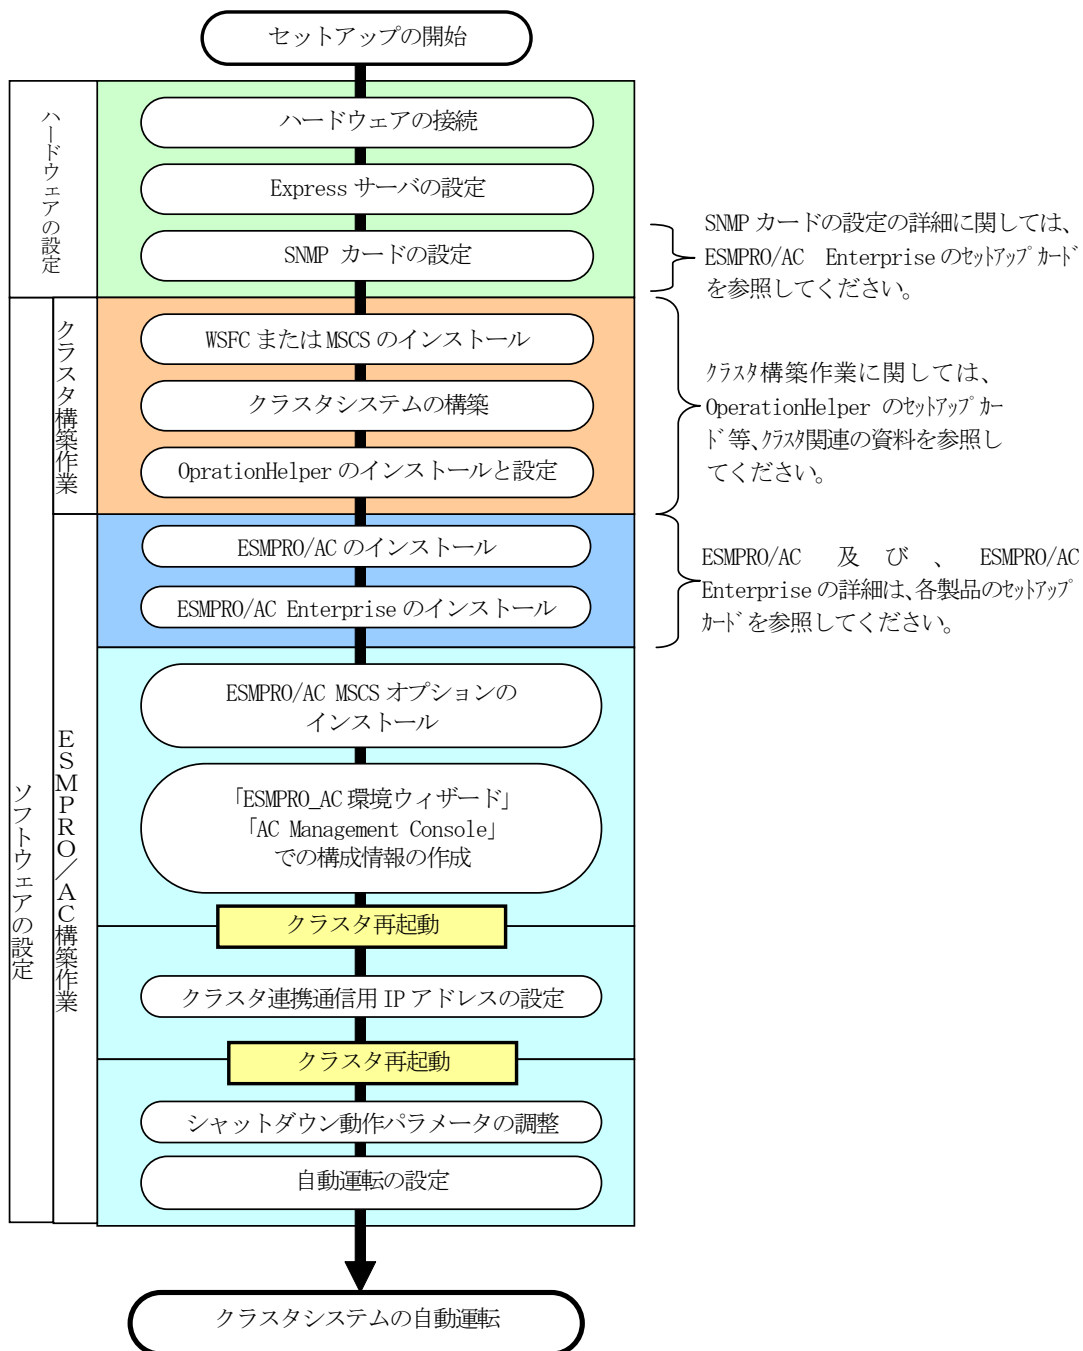 セットアップの開始
ハードウェアの設定
ハードウェアの接続
Express サーバの設定
SNMP カードの設定
SNMP カードの設定の詳細に関しては、
ESMPRO/AC Enterprise のセットアップカード
を参照してください。
ソフトウェアの設定
クラスタ構築作業
WSFC または MSCS のインストール
クラスタシステムの構築
OprationHelper のインストールと設定
クラスタ構築作業に関しては、
OperationHelper のセットアップカー
ド等、クラスタ関連の資料を参照し
てください。
ESMPRO/AC構築作業
ESMPRO/AC のインストール
ESMPRO/AC Enterprise のインストール
ESMPRO/AC 及び、ESMPRO/AC
Enterprise の詳細は、各製品のセットアップ
カードを参照してください。
ESMPRO/AC MSCS オプションの
インストール
「ESMPRO_AC 環境ウィザード」
「AC Management Console」
での構成情報の作成
クラスタ再起動
クラスタ連携通信用 IP アドレスの設定
クラスタ再起動
シャットダウン動作パラメータの調整
自動運転の設定
クラスタシステムの自動運転